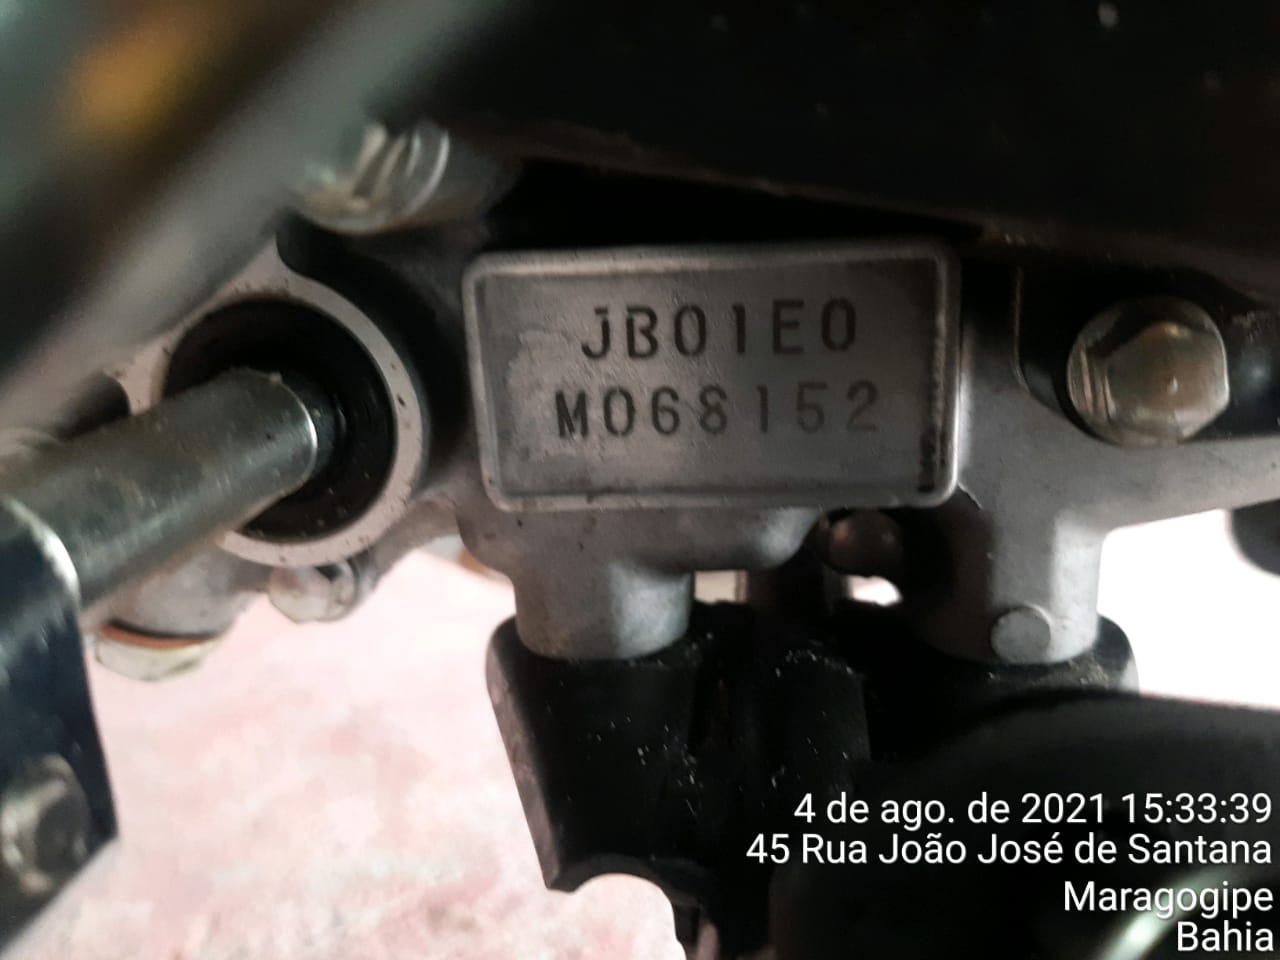 JB01E0
M068152
4 de ago. de 2021 15:33:39
45 Rua João José de Santana
Maragogipe
Bahia